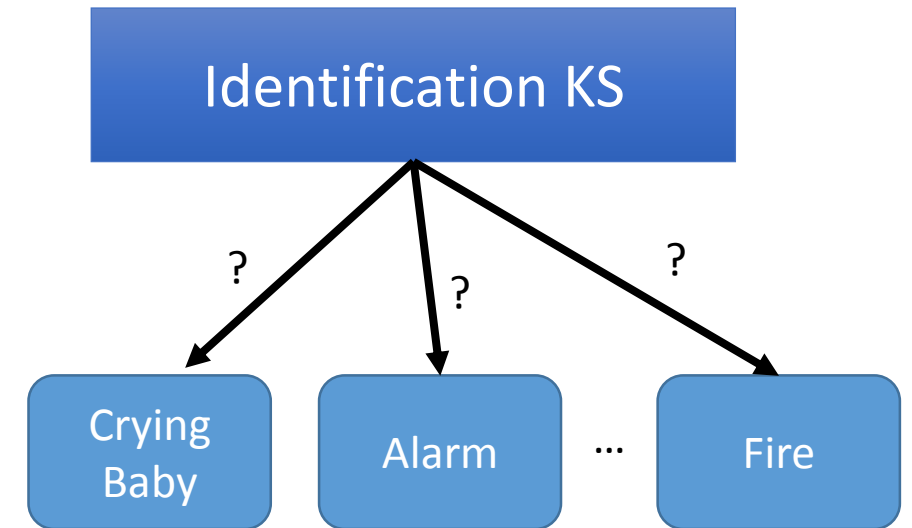 Identification KS
?
?
?
Crying
Baby
Alarm
...
Fire